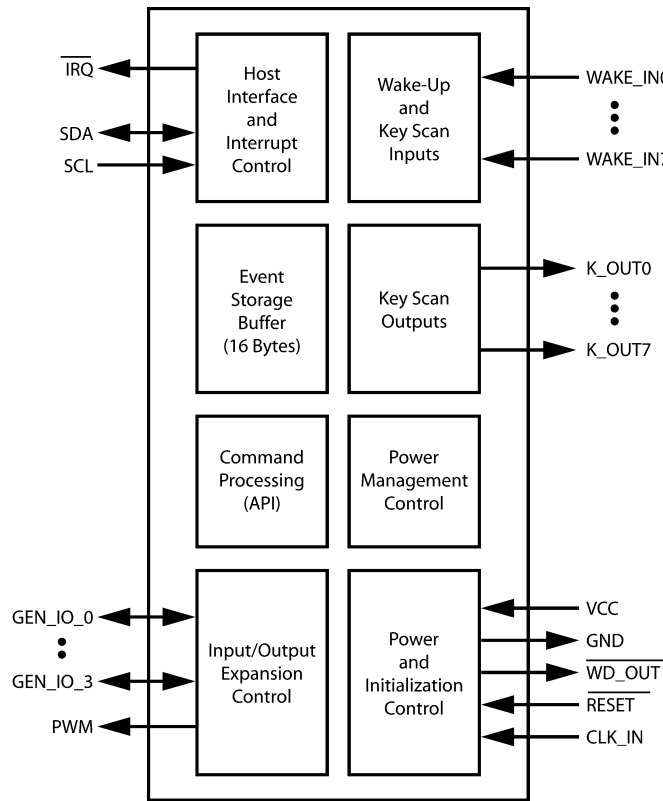 IRQ
SDA
SCL
Host
Interface
and
Interrupt
Control
Wake-Up
and
Key Scan
Inputs
WAKE_IN0
WAKE_IN7
Event
Storage
Buffer
(16 Bytes)
Key Scan
Outputs
K_OUT0
K_OUT7
Command
Processing
(API)
Power
Management
Control
GEN_IO_0
GEN_IO_3
PWM
Input/Output
Expansion
Control
Power
and
Initialization
Control
VCC
GND
WD_OUT
RESET
CLK_IN